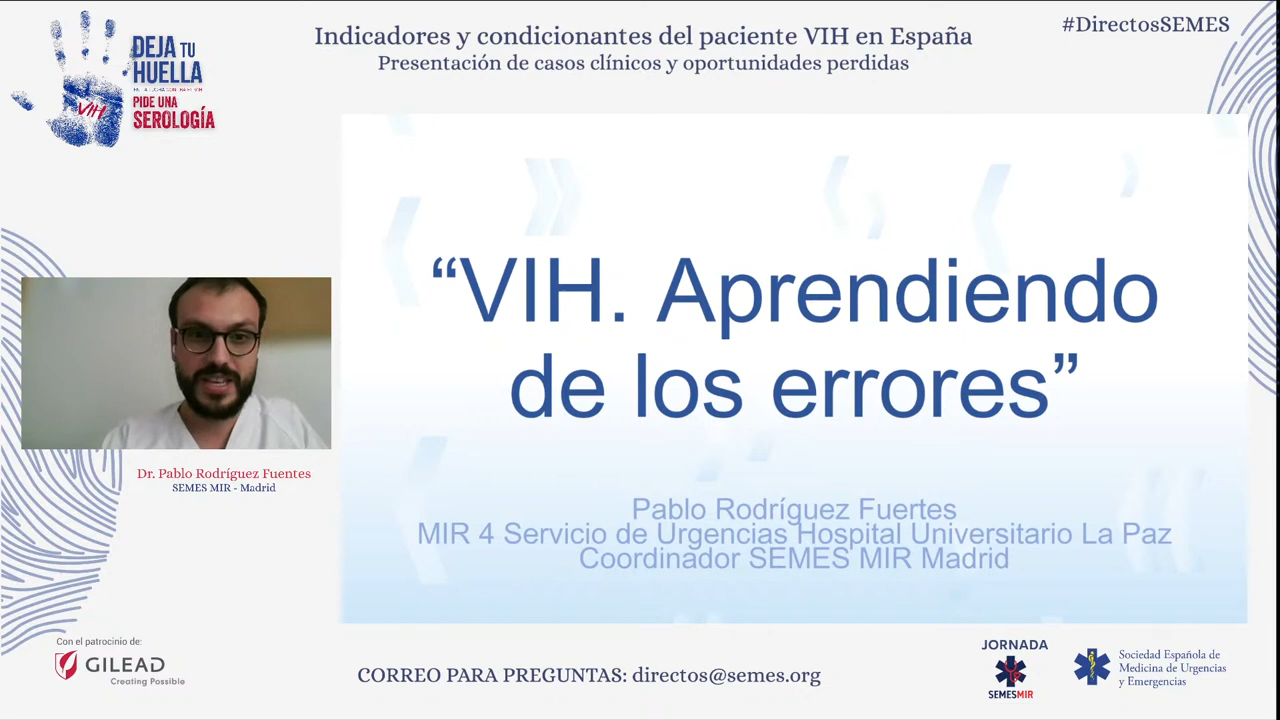 DEJA TU
HUELLA
PIDE UNA
SEROLOGÍA
VIH
Indicadores y condicionantes del paciente VIH en España
Presentación de casos clínicos y oportunidades perdidas
#DirectosSEMES
“VIH. Aprendiendo
de los errores”
Pablo Rodríguez Fuertes
MIR 4 Servicio de Urgencias Hospital Universitario La Paz
Coordinador SEMES MIR Madrid
Dr. Pablo Rodríguez Fuentes
SEMES MIR - Madrid
Con el patrocinio de:
GILEAD
Creating Possible
CORREO PARA PREGUNTAS: directos@semes.org
JORNADA
SEMESMIR
Sociedad Española de
Medicina de Urgencias
y Emergencias